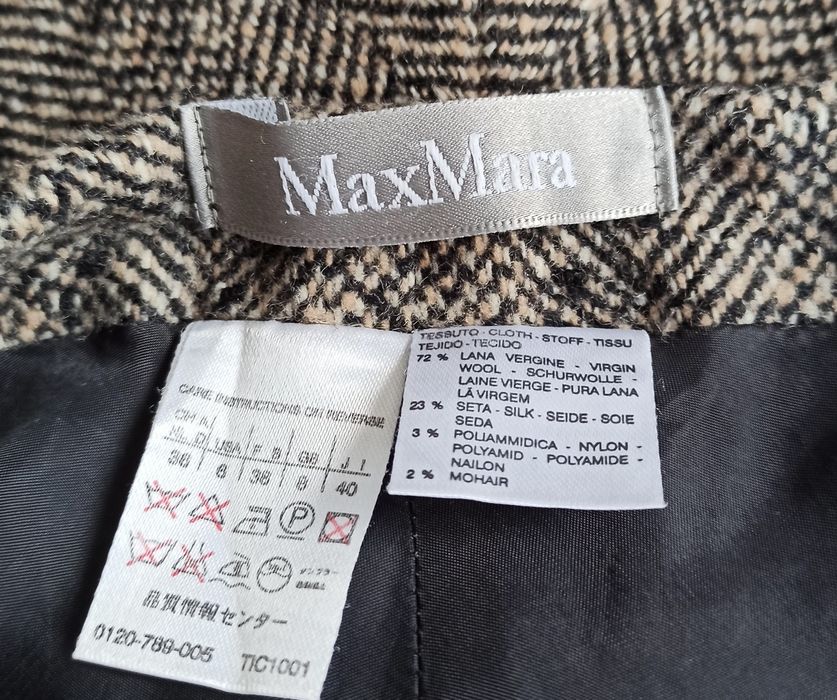 MaxMara
TESSUTO - CLOTH - STOFF - TISSU
TEJIDO - TECIDO
72 % LANA VERGINE - VIRGIN
WOOL - SCHURWOLLE -
LAINE VIERGE - PURA LANA
LÃ VIRGEM
23 % SETA - SILK - SEIDE - SOIE
SEDA
3 % POLIAMMIDICA - NYLON -
POLYAMID - POLYAMIDE -
NAILON
2 % MOHAIR
CARE INSTRUCTIONS ON REVERSE
USA F B GB J I
36 6 38 8 40
P
品質情報センター
0120-789-005 TIC1001